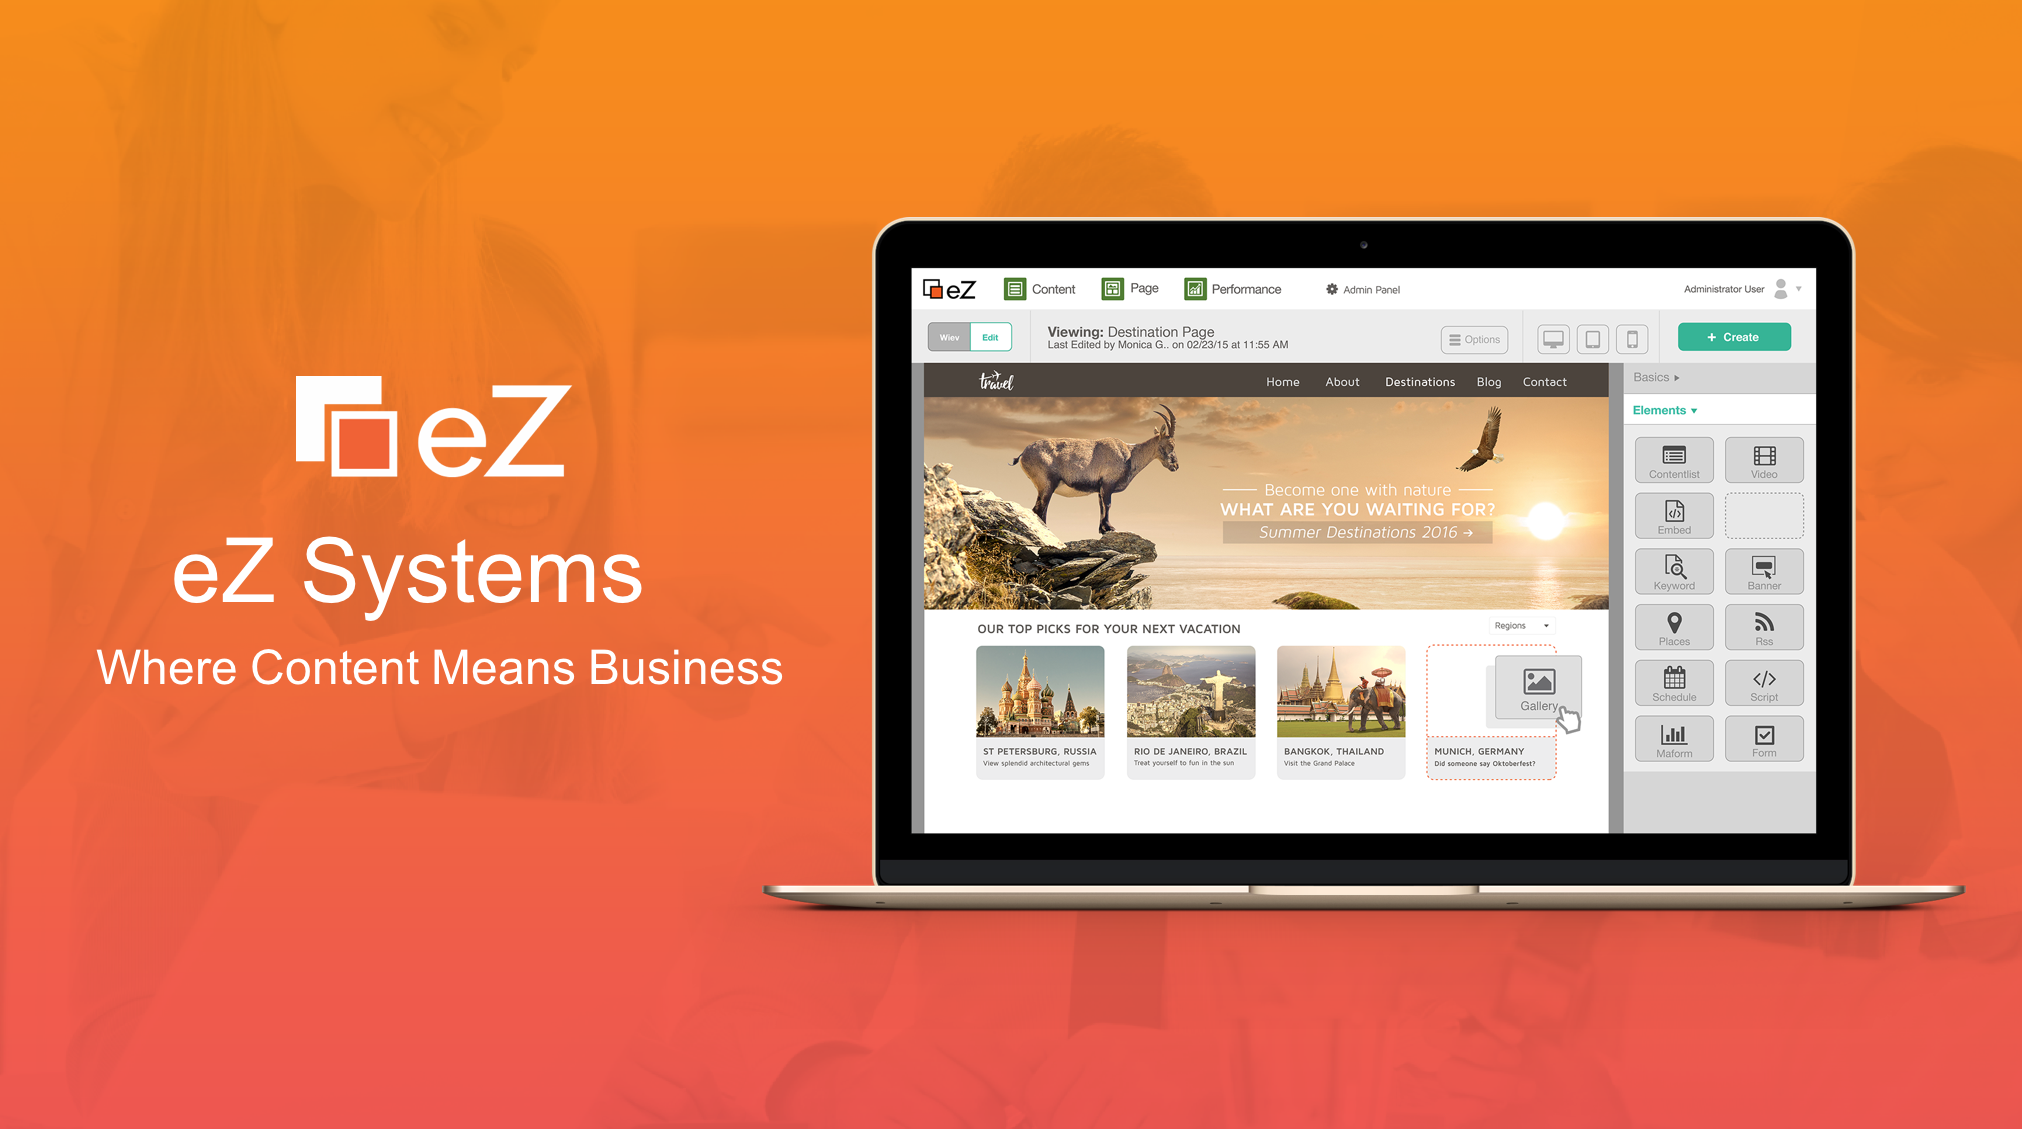 eZ
eZ Systems
Where Content Means Business
eZ Content Page Performance Admin Panel Administrator User
Wiev Edit Viewing: Destination Page Options + Create
Last Edited by Monica G.. on 02/23/15 at 11:55 AM
travel Home About Destinations Blog Contact
Become one with nature
WHAT ARE YOU WAITING FOR?
Summer Destinations 2016 →
OUR TOP PICKS FOR YOUR NEXT VACATION Regions
Gallery
ST PETERSBURG, RUSSIA
View splendid architectural gems
RIO DE JANEIRO, BRAZIL
Treat yourself to fun in the sun
BANGKOK, THAILAND
Visit the Grand Palace
MUNICH, GERMANY
Did someone say Oktoberfest?
Basics
Elements
Contentlist Video
Embed
Keyword Banner
Places Rss
Schedule Script
Maform Form